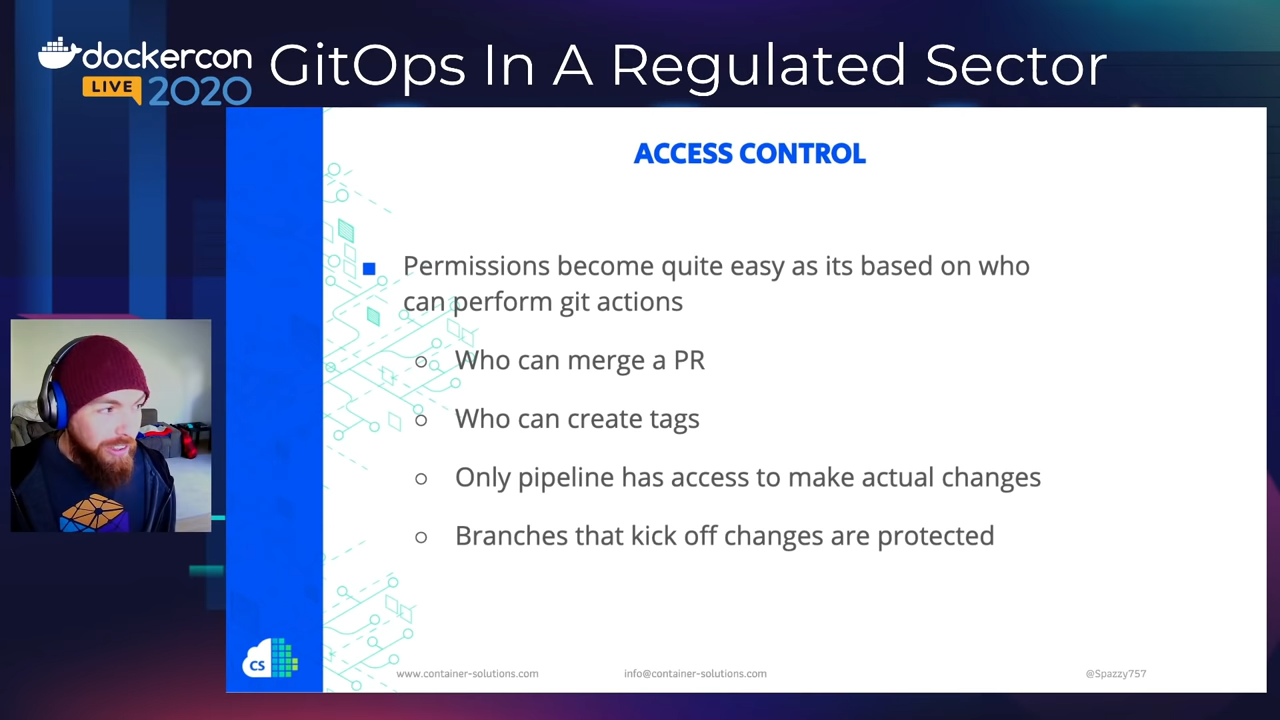 dockercon
LIVE 2020
GitOps In A Regulated Sector
ACCESS CONTROL
Permissions become quite easy as its based on who
can perform git actions
Who can merge a PR
Who can create tags
Only pipeline has access to make actual changes
Branches that kick off changes are protected
CS
www.container-solutions.com
info@container-solutions.com
@Spazzy757